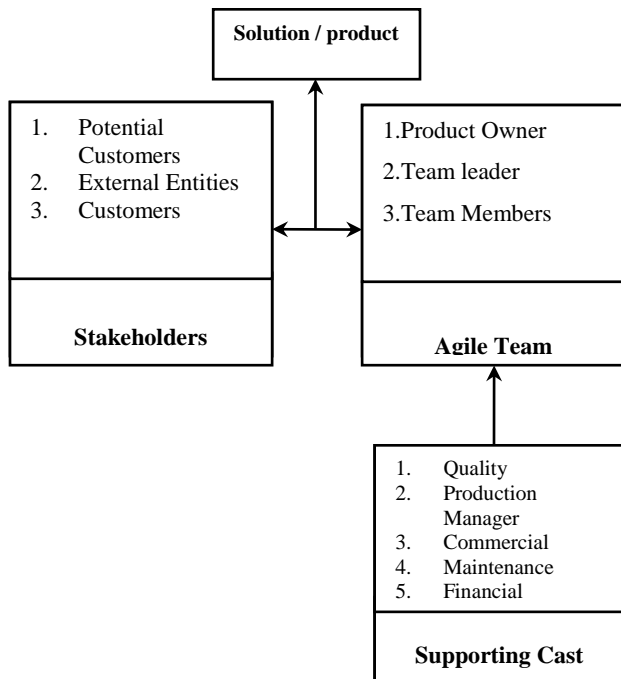 Solution / product
1. Potential
Customers
2. External Entities
3. Customers
Stakeholders
1.Product Owner
2.Team leader
3.Team Members
Agile Team
1. Quality
2. Production
Manager
3. Commercial
4. Maintenance
5. Financial
Supporting Cast